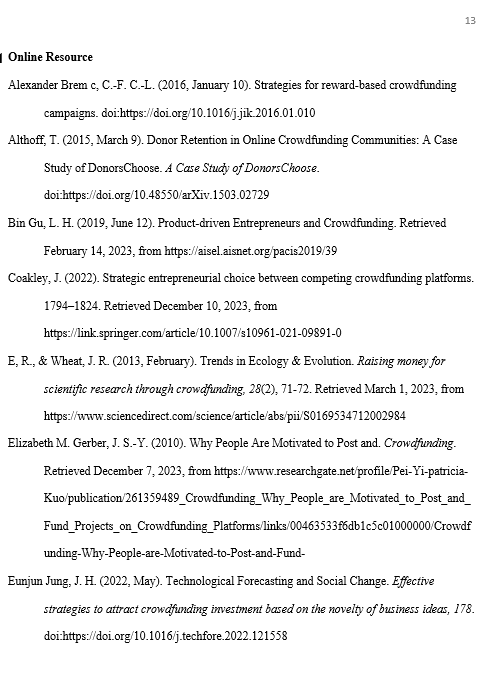 13
Online Resource
Alexander Brem c, C.-F. C.-L. (2016, January 10). Strategies for reward-based crowdfunding
campaigns. doi:https://doi.org/10.1016/j.jik.2016.01.010
Althoff, T. (2015, March 9). Donor Retention in Online Crowdfunding Communities: A Case
Study of DonorsChoose. A Case Study of DonorsChoose.
doi:https://doi.org/10.48550/arXiv.1503.02729
Bin Gu, L. H. (2019, June 12). Product-driven Entrepreneurs and Crowdfunding. Retrieved
February 14, 2023, from https://aisel.aisnet.org/pacis2019/39
Coakley, J. (2022). Strategic entrepreneurial choice between competing crowdfunding platforms.
1794–1824. Retrieved December 10, 2023, from
https://link.springer.com/article/10.1007/s10961-021-09891-0
E, R., & Wheat, J. R. (2013, February). Trends in Ecology & Evolution. Raising money for
scientific research through crowdfunding, 28(2), 71-72. Retrieved March 1, 2023, from
https://www.sciencedirect.com/science/article/abs/pii/S0169534712002984
Elizabeth M. Gerber, J. S.-Y. (2010). Why People Are Motivated to Post and. Crowdfunding.
Retrieved December 7, 2023, from https://www.researchgate.net/profile/Pei-Yi-patricia-
Kuo/publication/261359489_Crowdfunding_Why_People_are_Motivated_to_Post_and_
Fund_Projects_on_Crowdfunding_Platforms/links/00463533f6db1c5c01000000/Crowdf
unding-Why-People-are-Motivated-to-Post-and-Fund-
Eunjun Jung, J. H. (2022, May). Technological Forecasting and Social Change. Effective
strategies to attract crowdfunding investment based on the novelty of business ideas, 178.
doi:https://doi.org/10.1016/j.techfore.2022.121558